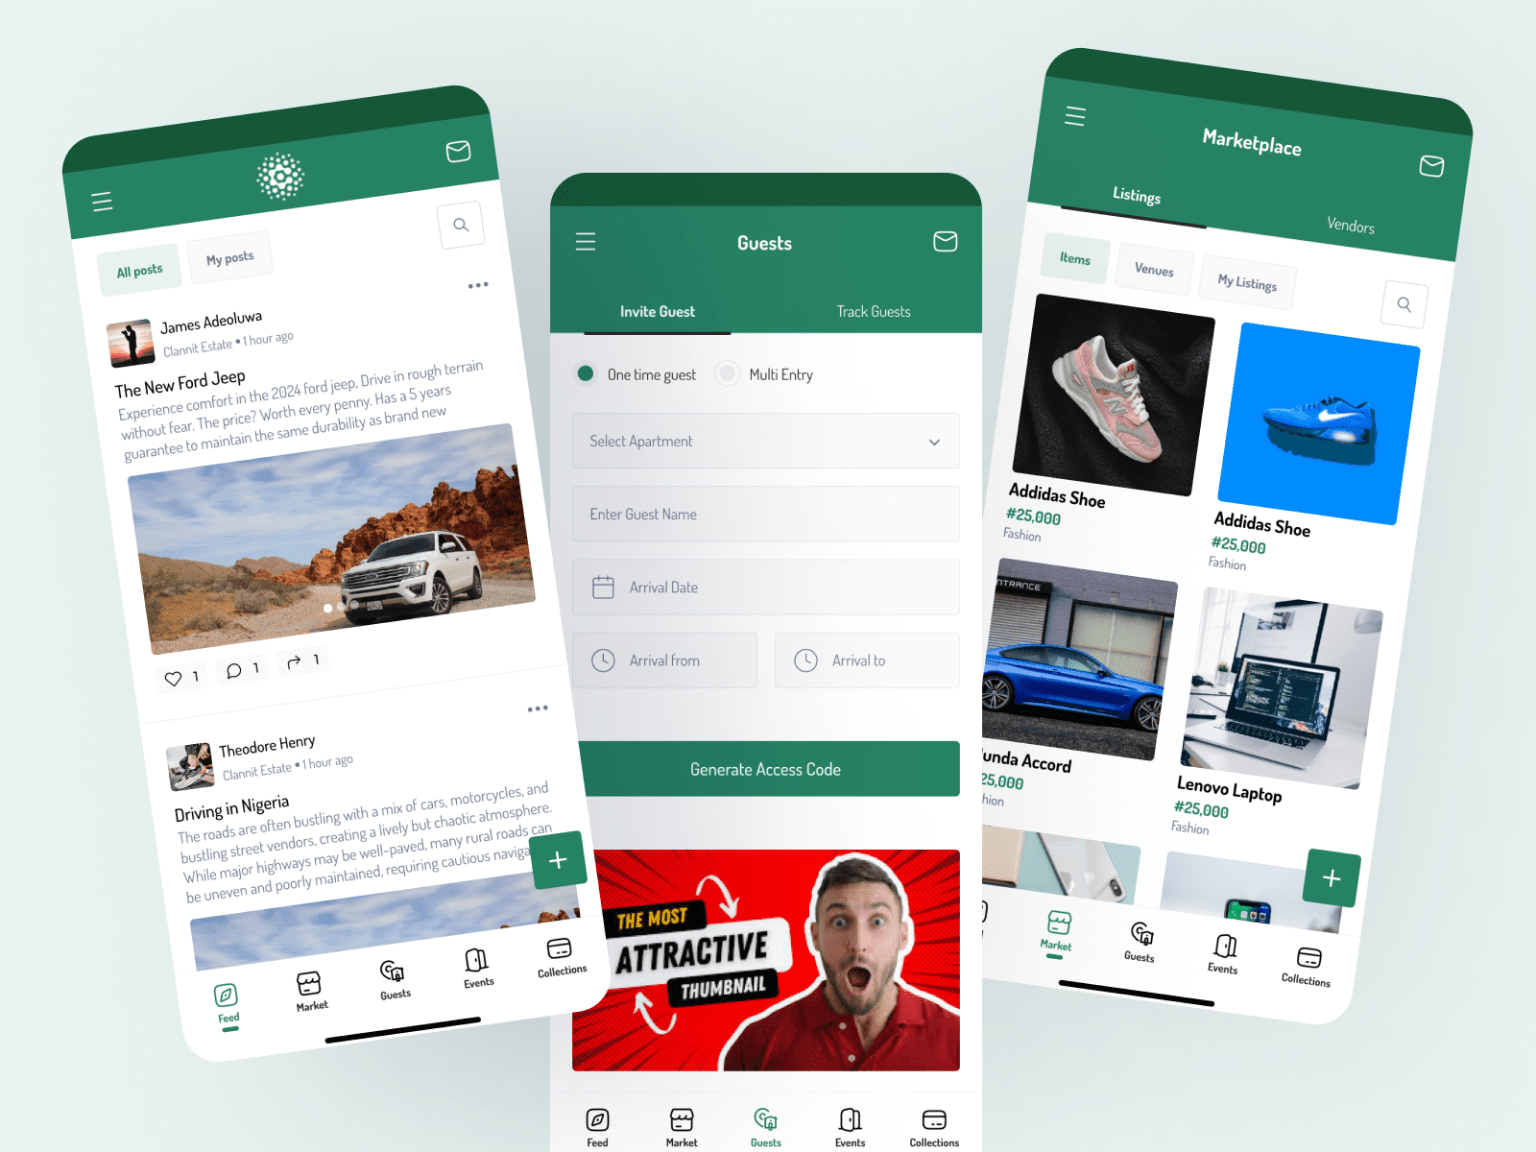 All posts
My posts
James Adeoluwa
Clannit Estate • 1 hour ago
The New Ford Jeep
Experience comfort in the 2024 ford jeep, Drive in rough terrain
without fear. The price? Worth every penny. Has a 5 years
guarantee to maintain the same durability as brand new
1
1
1
Theodore Henry
Clannit Estate • 1 hour ago
Driving in Nigeria
The roads are often bustling with a mix of cars, motorcycles, and
bustling street vendors, creating a lively but chaotic atmosphere.
While major highways may be well-paved, many rural roads can
be uneven and poorly maintained, requiring cautious naviga
Feed
Market
Guests
Events
Collections
Guests
Invite Guest
Track Guests
One time guest
Multi Entry
Select Apartment
Enter Guest Name
Arrival Date
Arrival from
Arrival to
Generate Access Code
THE MOST
ATTRACTIVE
THUMBNAIL
Feed
Market
Guests
Events
Collections
Marketplace
Listings
Vendors
Items
Venues
My Listings
Addidas Shoe
₦25,000
Fashion
Addidas Shoe
₦25,000
Fashion
NTRANCE
unda Accord
25,000
hion
Lenovo Laptop
₦25,000
Fashion
Market
Guests
Events
Collections